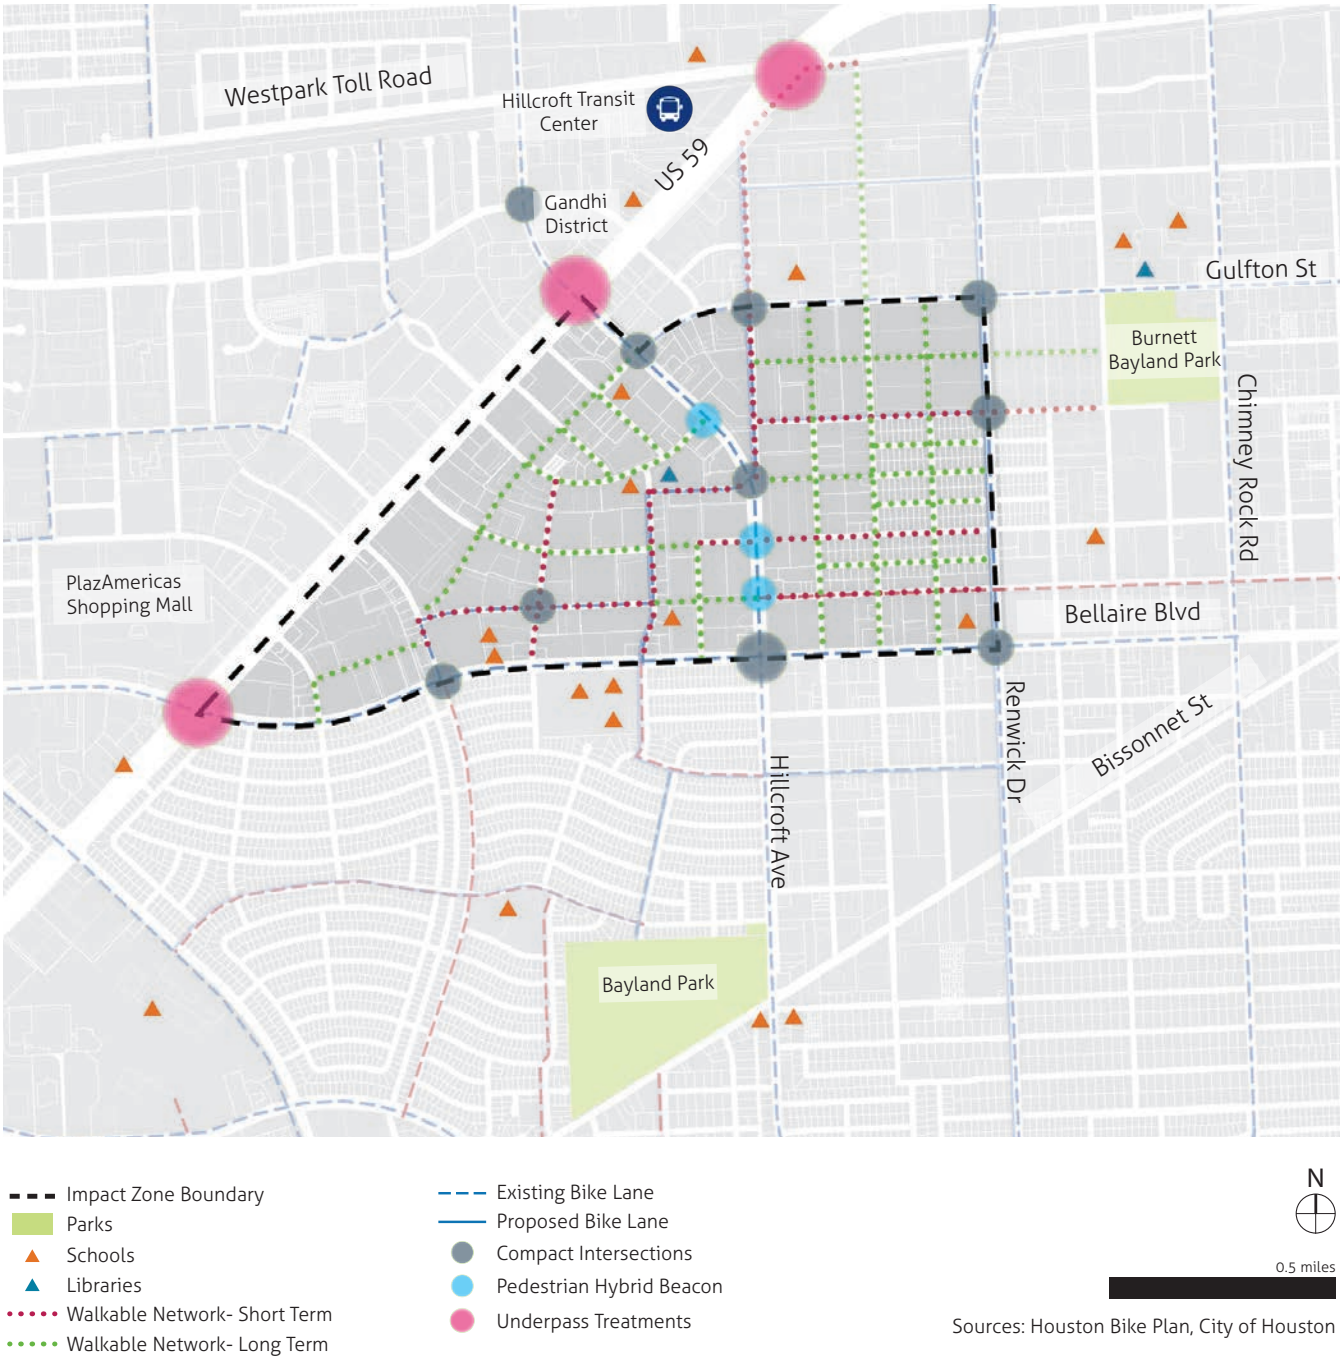 Westpark Toll Road
Hillcroft Transit
Center
US 59
Gandhi
District
Gulfton St
Burnett
Bayland Park
Chimney Rock Rd
PlazAmericas
Shopping Mall
Bellaire Blvd
Renwick Dr
Bissonnet St
Hillcroft Ave
Bayland Park
Impact Zone Boundary
Parks
Schools
Libraries
Walkable Network- Short Term
Walkable Network- Long Term
Existing Bike Lane
Proposed Bike Lane
Compact Intersections
Pedestrian Hybrid Beacon
Underpass Treatments
N
0.5 miles
Sources: Houston Bike Plan, City of Houston